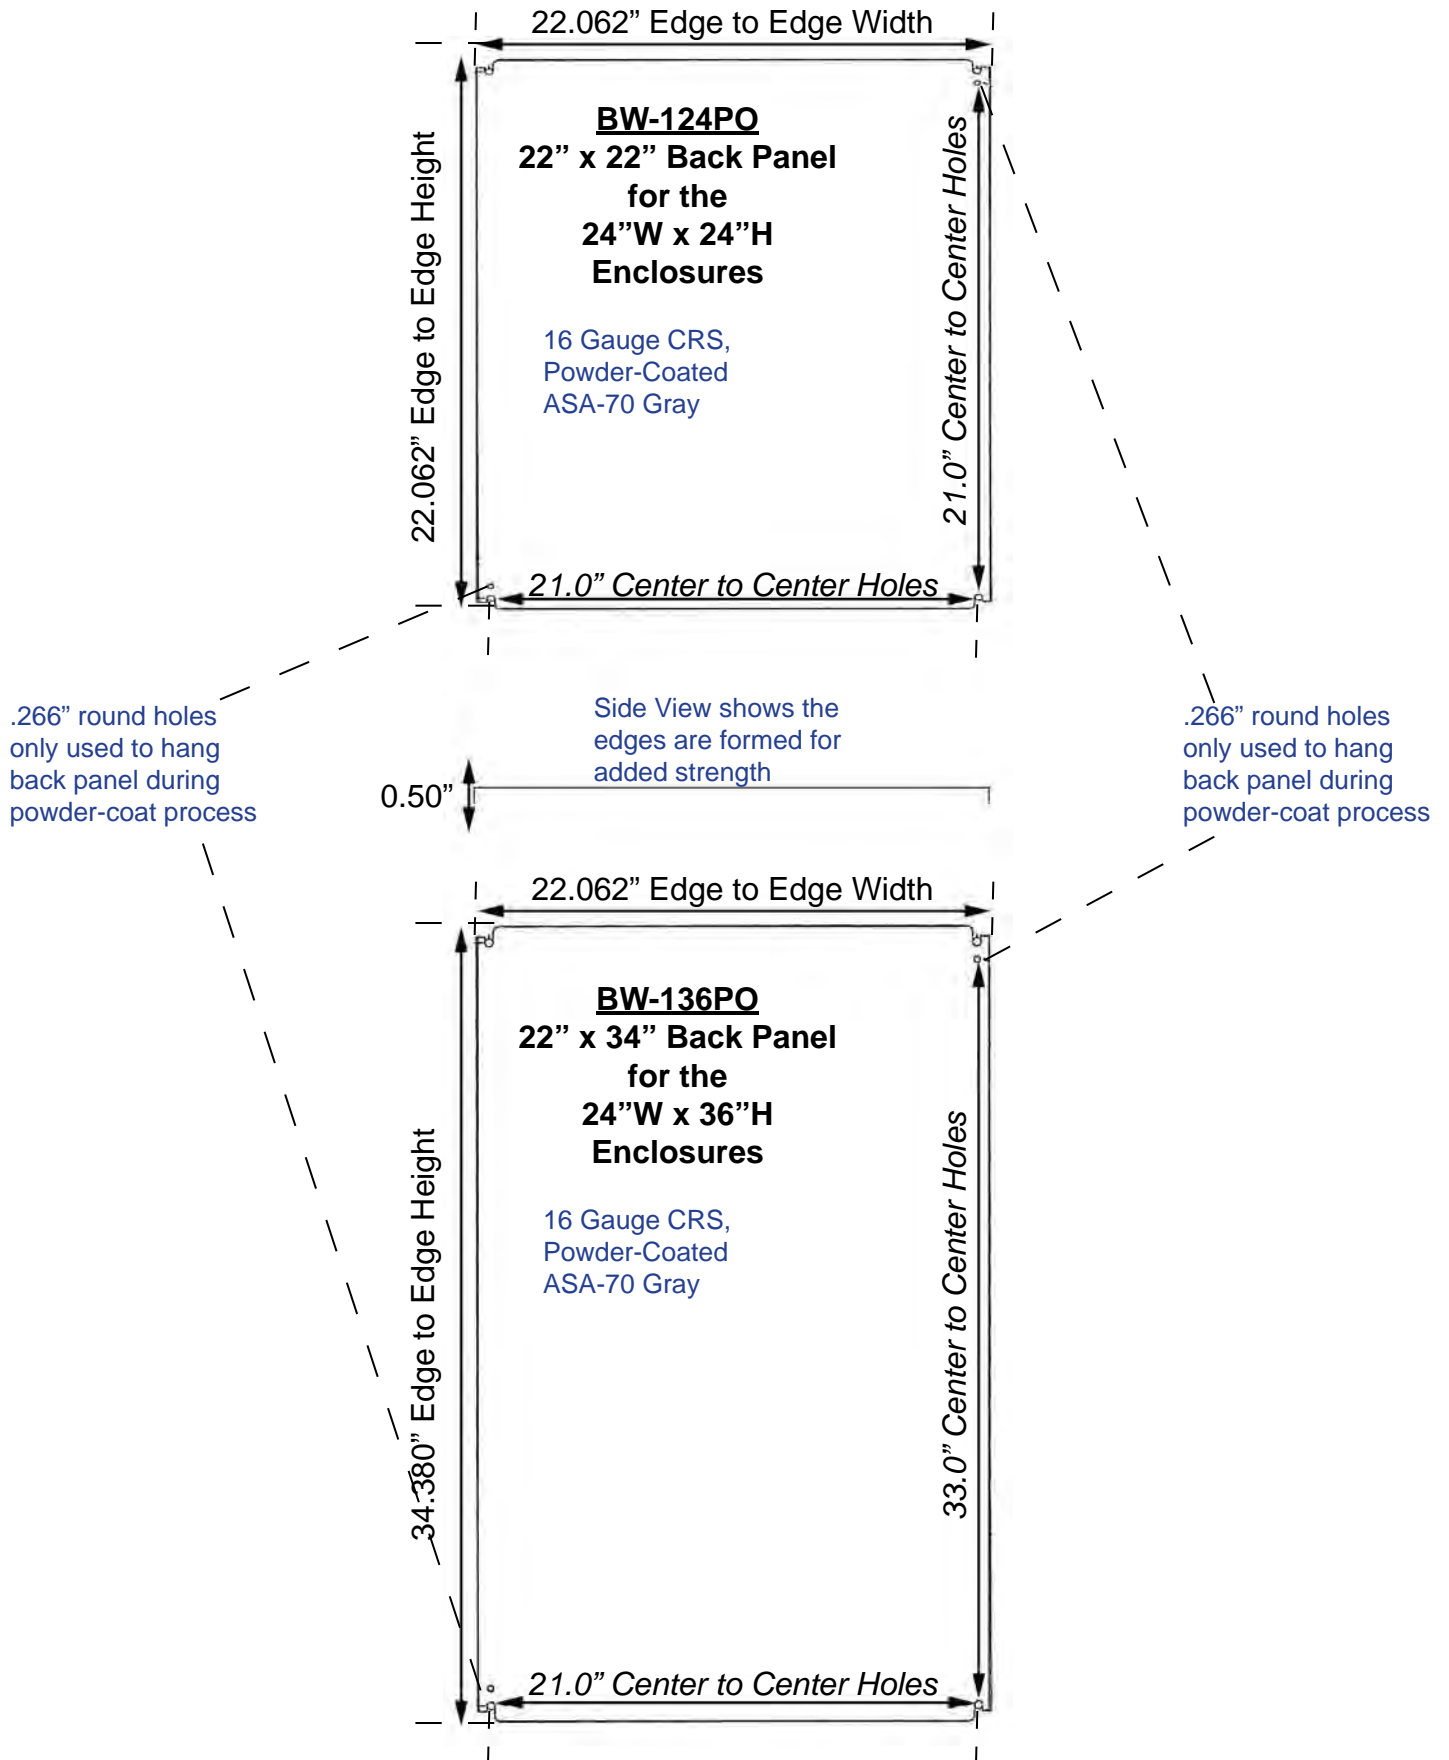 22.062” Edge to Edge Width
22.062” Edge to Edge Height
BW-124PO
22” x 22” Back Panel
for the
24”W x 24”H
Enclosures
16 Gauge CRS,
Powder-Coated
ASA-70 Gray
21.0” Center to Center Holes
21.0” Center to Center Holes
.266” round holes
only used to hang
back panel during
powder-coat process
Side View shows the
edges are formed for
added strength
0.50”
.266” round holes
only used to hang
back panel during
powder-coat process
22.062” Edge to Edge Width
34.380” Edge to Edge Height
BW-136PO
22” x 34” Back Panel
for the
24”W x 36”H
Enclosures
16 Gauge CRS,
Powder-Coated
ASA-70 Gray
33.0” Center to Center Holes
21.0” Center to Center Holes